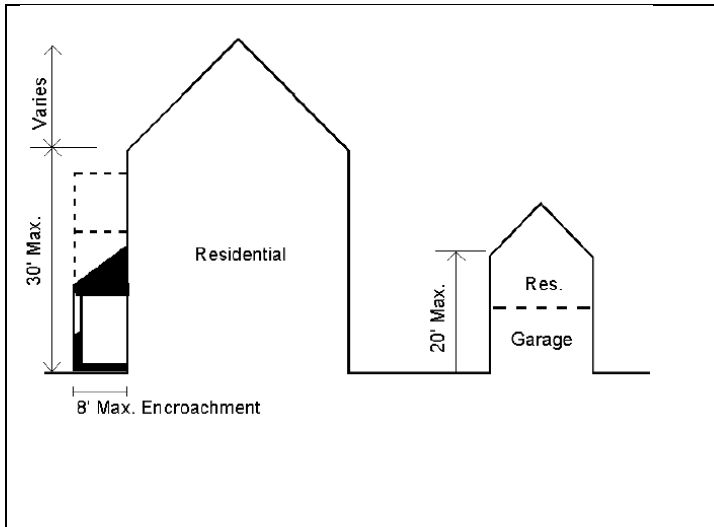 Varies
30' Max.
Residential
8' Max. Encroachment
20' Max.
Res.
Garage